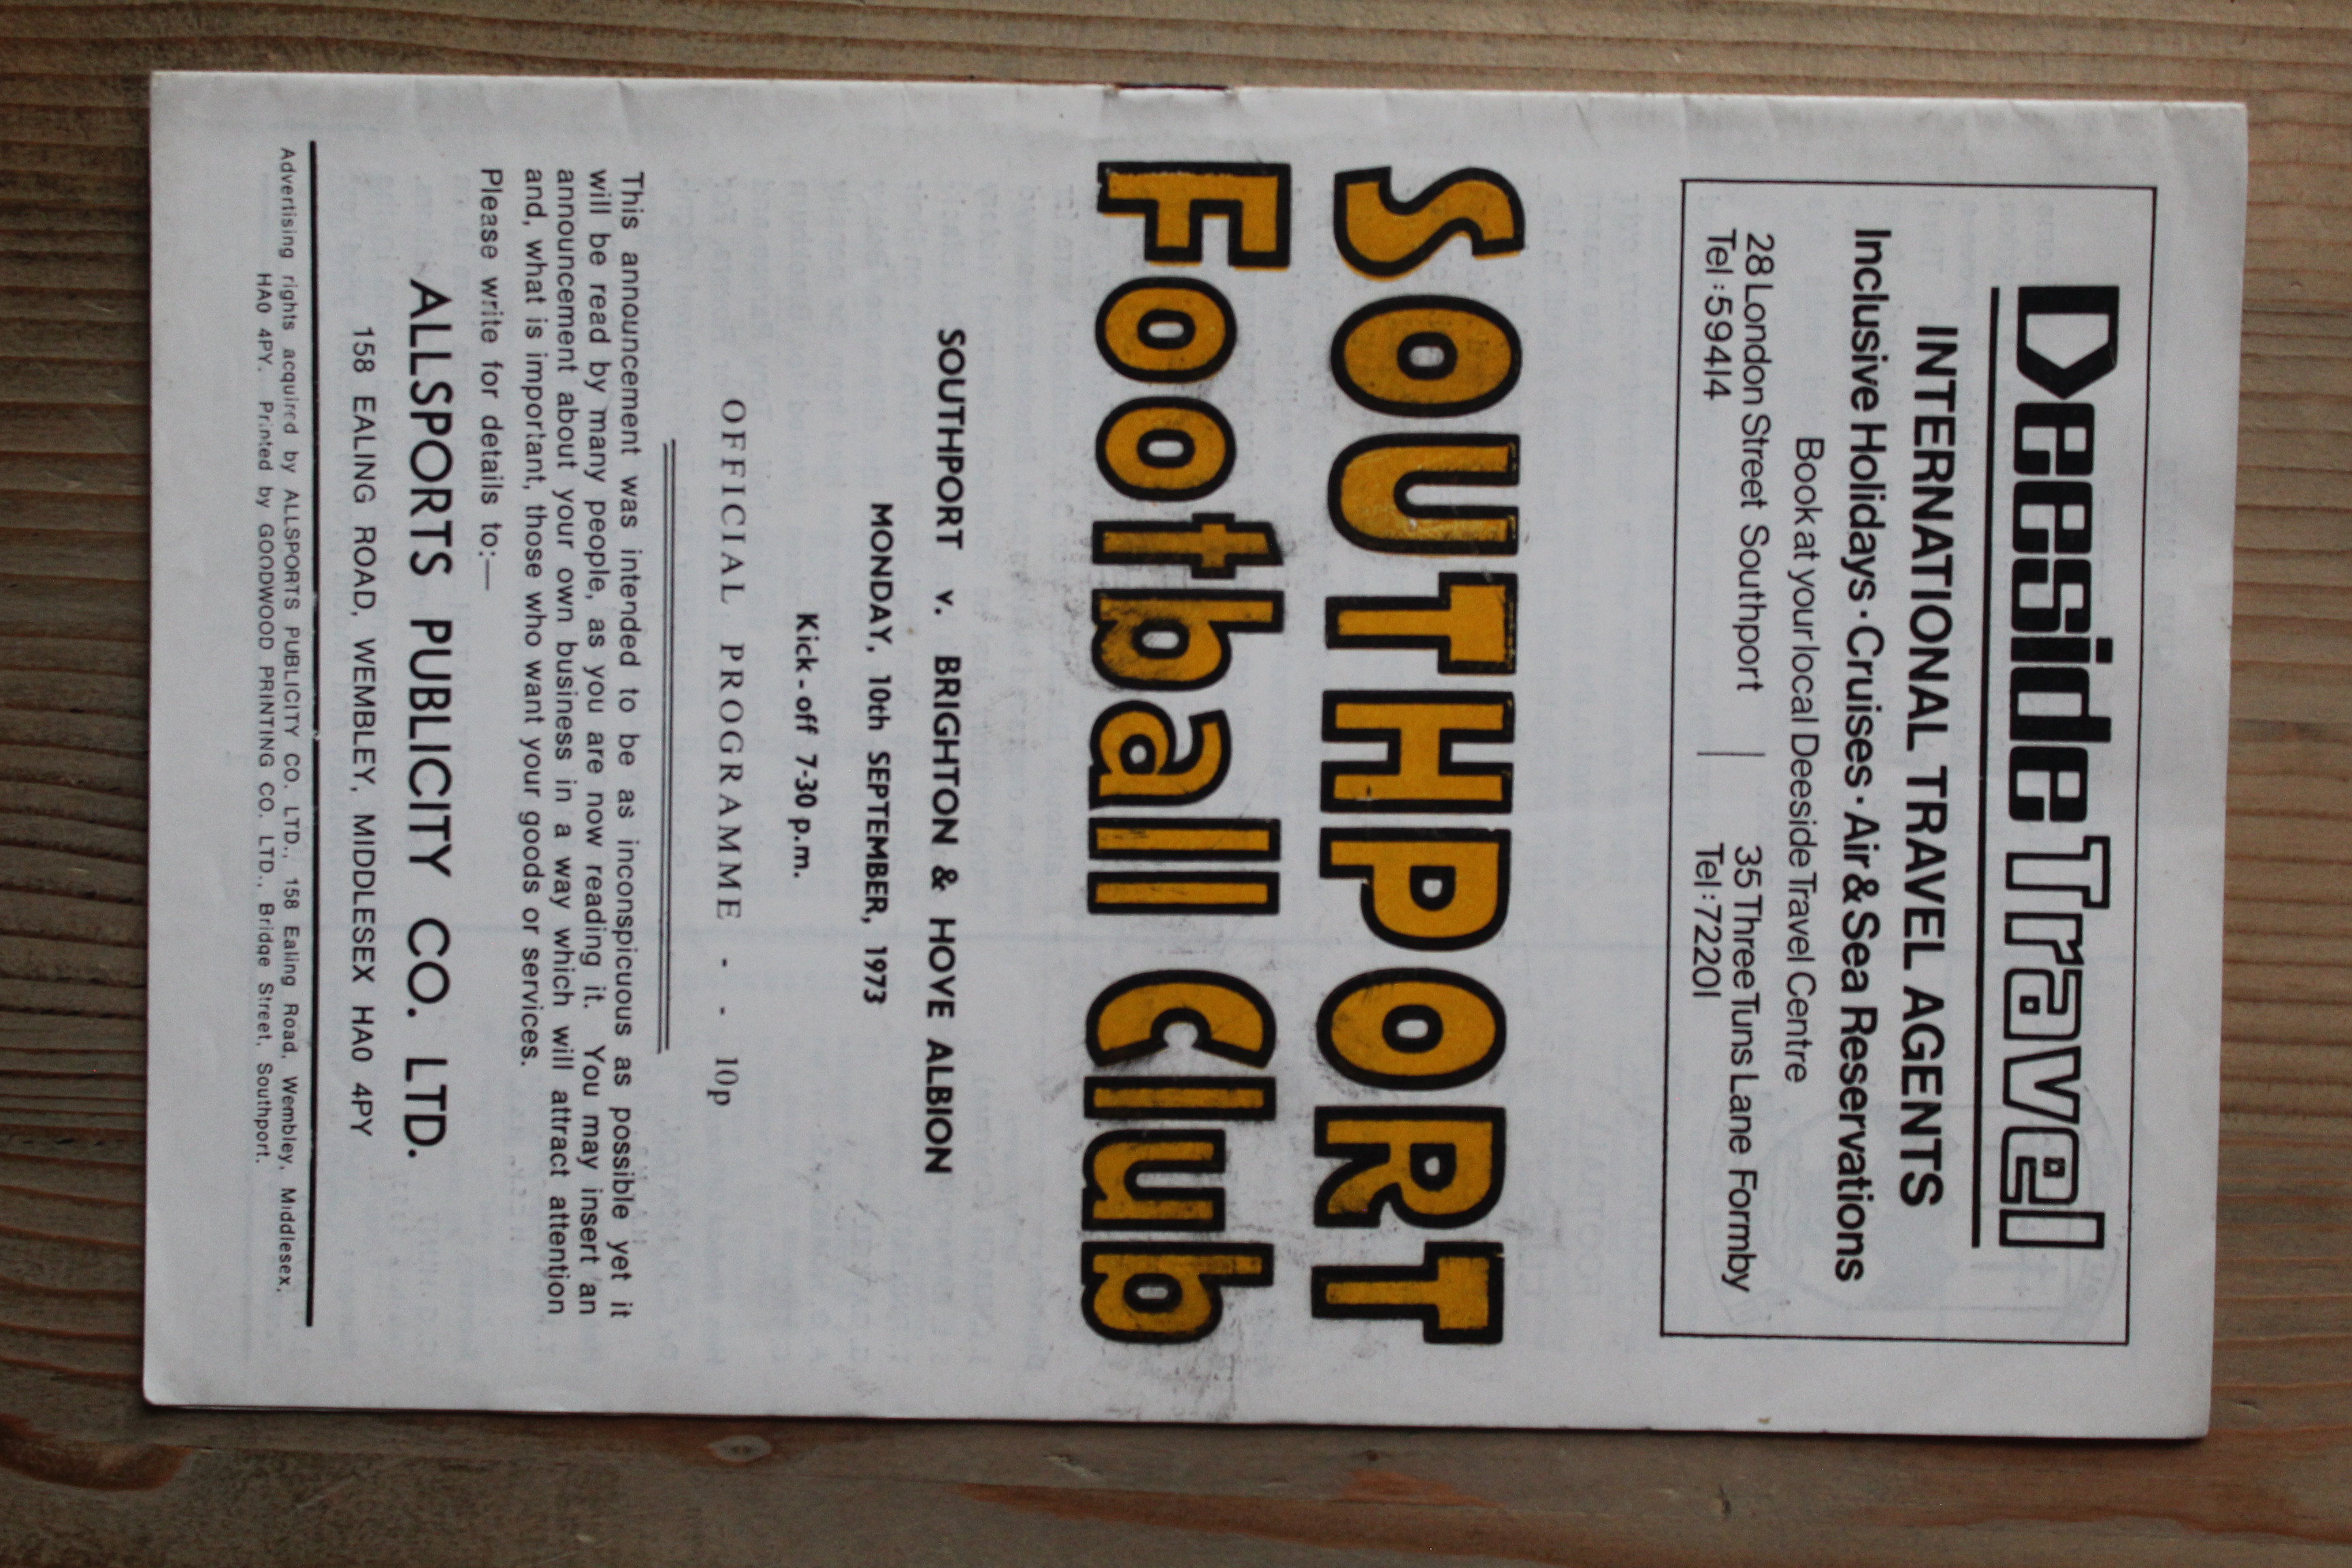 Deeside Travel
INTERNATIONAL TRAVEL AGENTS
Inclusive Holidays · Cruises · Air & Sea Reservations
Book at your local Deeside Travel Centre
28 London Street Southport
Tel : 59414
35 Three Tuns Lane Formby
Tel : 72201
SOUTHPORT
Football Club
SOUTHPORT v. BRIGHTON & HOVE ALBION
MONDAY, 10th SEPTEMBER, 1973
Kick - off 7-30 p.m.
OFFICIAL PROGRAMME - - 10p
This announcement was intended to be as inconspicuous as possible yet it
will be read by many people, as you are now reading it. You may insert an
announcement about your own business in a way which will attract attention
and, what is important, those who want your goods or services.
Please write for details to:—
ALLSPORTS PUBLICITY CO. LTD.
158 EALING ROAD, WEMBLEY, MIDDLESEX HA0 4PY
Advertising rights acquired by ALLSPORTS PUBLICITY CO. LTD., 158 Ealing Road, Wembley, Middlesex,
HA0 4PY. Printed by GOODWOOD PRINTING CO. LTD., Bridge Street, Southport.